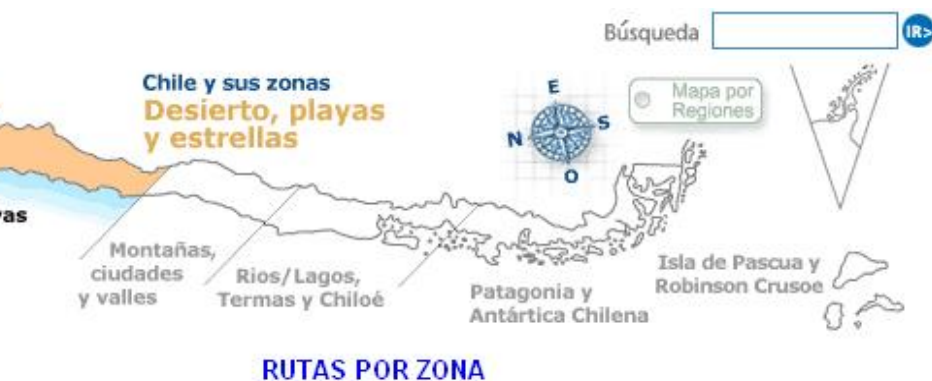 Búsqueda
IR>
Chile y sus zonas
Desierto, playas
y estrellas
E
N
S
O
Mapa por
Regiones
Montañas,
ciudades
y valles
Rios/Lagos,
Termas y Chiloé
Patagonia y
Antártica Chilena
Isla de Pascua y
Robinson Crusoe
RUTAS POR ZONA